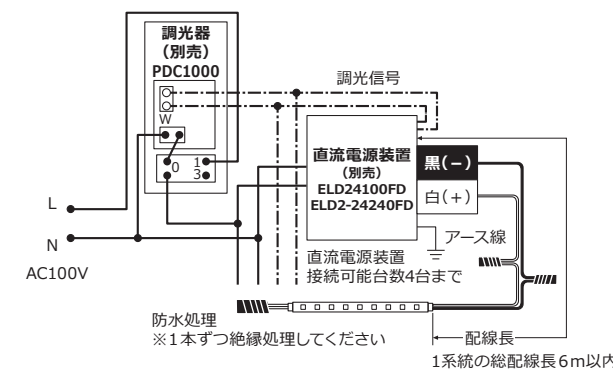 調光器
(別売)
PDC1000
W
0
1
3
調光信号
直流電源装置
(別売)
ELD24100FD
ELD2-24240FD
黒(−)
白(+)
アース線
L
N
AC100V
直流電源装置
接続可能台数4台まで
防水処理
※1本ずつ絶縁処理してください
配線長
1系統の総配線長6m以内